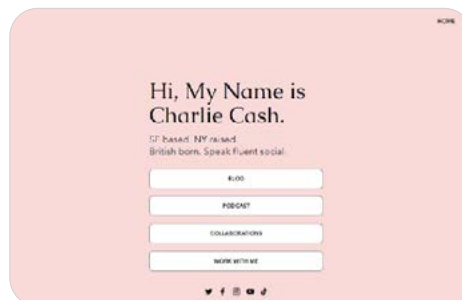 HOME
Hi, My Name is
Charlie Cash.
SF based. NY raised.
British born. Speak fluent social.
BLOG
PODCAST
COLLABORATIONS
WORK WITH ME